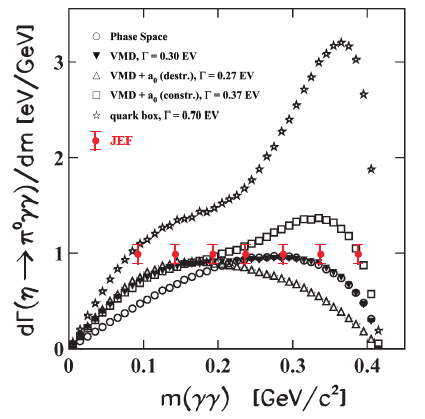 Phase Space
VMD, Γ = 0.30 EV
VMD + a₀ (destr.), Γ = 0.27 EV
VMD + a₀ (constr.), Γ = 0.37 EV
quark box, Γ = 0.70 EV
JEF
dΓ(η → π⁰γγ)/dm [eV/GeV]
3
2
1
0
0 0.1 0.2 0.3 0.4
m(γγ) [GeV/c²]